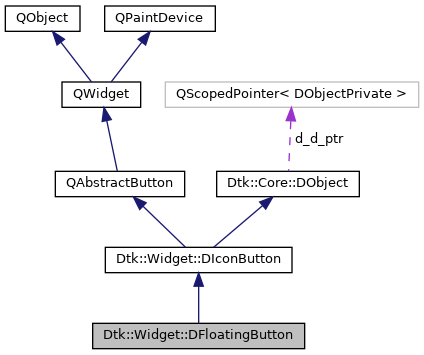 QObject
QPaintDevice
QWidget
QScopedPointer< DObjectPrivate >
d_d_ptr
QAbstractButton
Dtk::Core::DObject
Dtk::Widget::DIconButton
Dtk::Widget::DFloatingButton